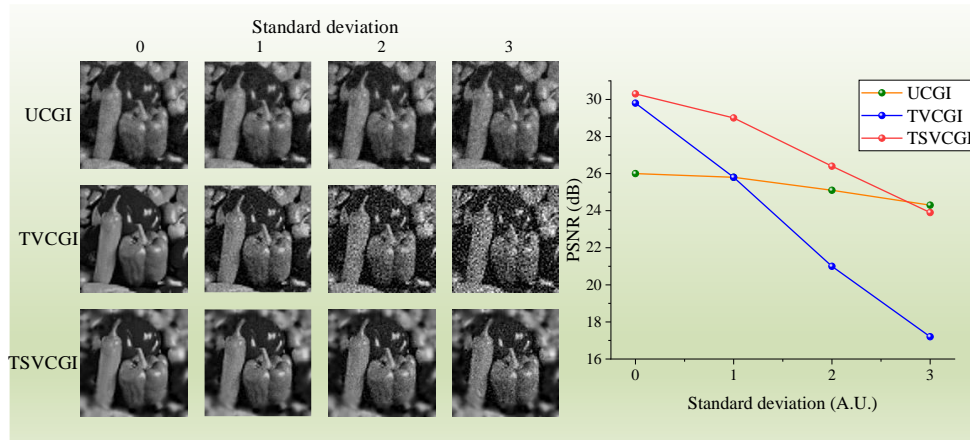 Standard deviation
0 1 2 3
UCGI
TVCGI
TSVCGI
PSNR (dB)
30
28
26
24
22
20
18
16
0 1 2 3
Standard deviation (A.U.)
UCGI
TVCGI
TSVCGI